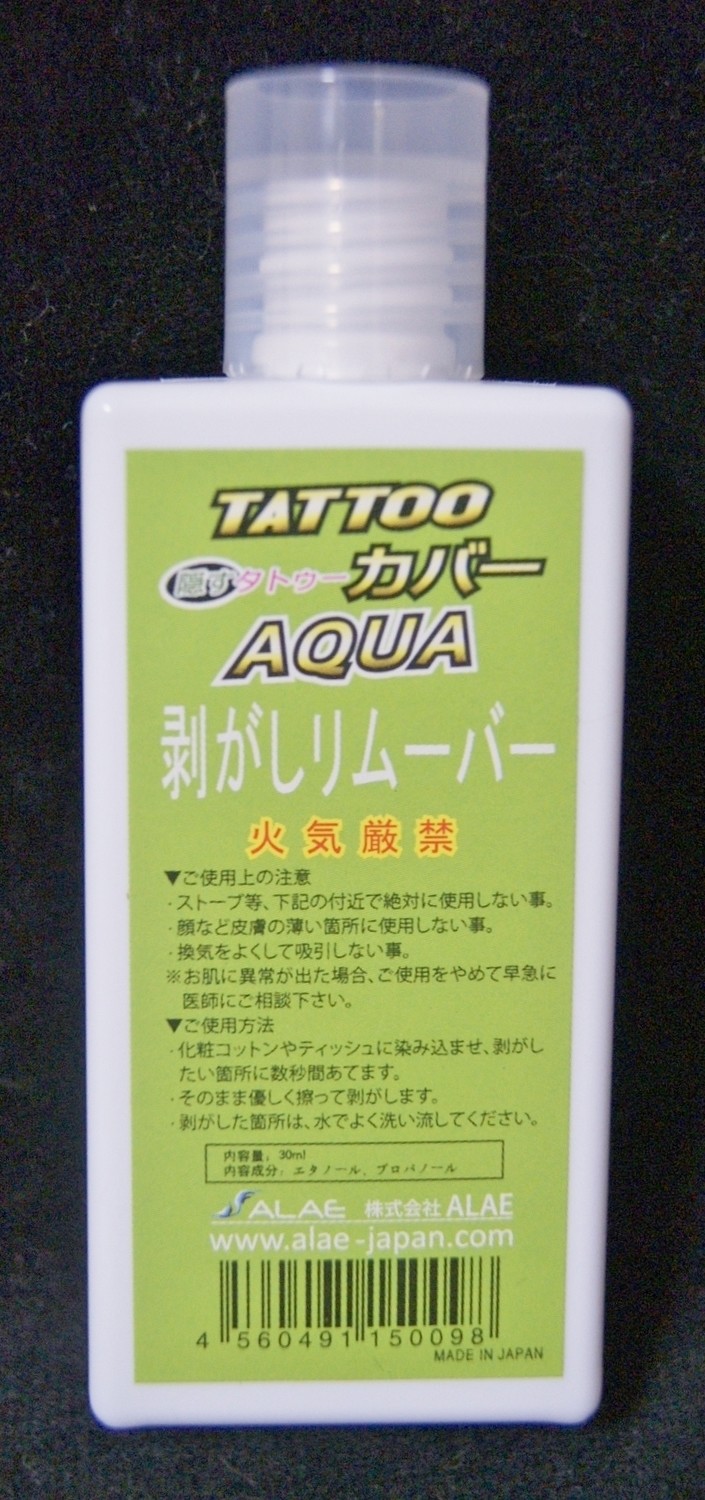 TATTOO
隠すタトゥーカバー
AQUA
剥がしリムーバー
火気厳禁
▼ご使用上の注意
・ストーブ等、下記の付近で絶対に使用しない事。
・顔など皮膚の薄い箇所に使用しない事。
・換気をよくして吸引しない事。
※お肌に異常が出た場合、ご使用をやめて早急に
医師にご相談下さい。
▼ご使用方法
・化粧コットンやティッシュに染み込ませ、剥がし
たい箇所に数秒間あてます。
・そのまま優しく擦って剥がします。
・剥がした箇所は、水でよく洗い流してください。
内容量：30ml
内容成分：エタノール、プロパノール
ALAE 株式会社 ALAE
www.alae-japan.com
4 560491 150098
MADE IN JAPAN